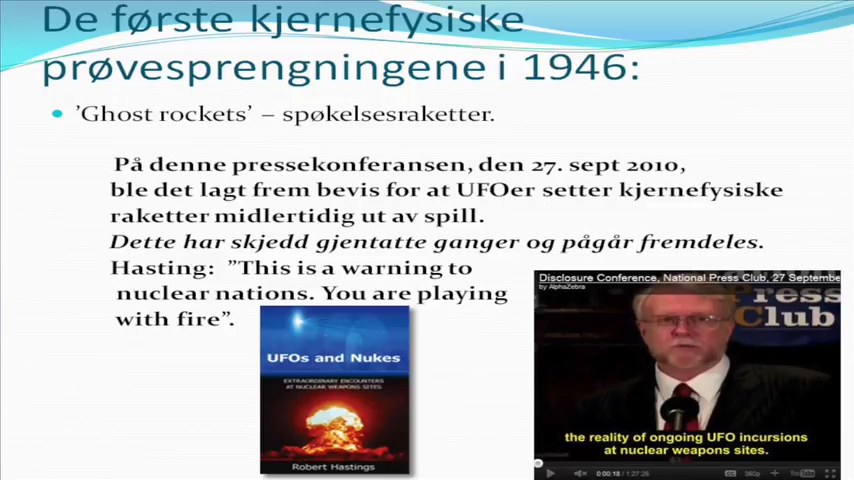 De første kjernefysiske
prøvesprengningene i 1946:
’Ghost rockets’ – spøkelsesraketter.
På denne pressekonferansen, den 27. sept 2010,
ble det lagt frem bevis for at UFOer setter kjernefysiske
raketter midlertidig ut av spill.
Dette har skjedd gjentatte ganger og pågår fremdeles.
Hasting: ”This is a warning to
nuclear nations. You are playing
with fire”.
UFOs and Nukes
EXTRAORDINARY ENCOUNTERS
AT NUCLEAR WEAPONS SITES
Robert Hastings
Disclosure Conference, National Press Club, 27 Septembe
by AlphaZebra
Press
Club
the reality of ongoing UFO incursions
at nuclear weapons sites.
0:00:18 / 1:27:26
CC 360p YouTube